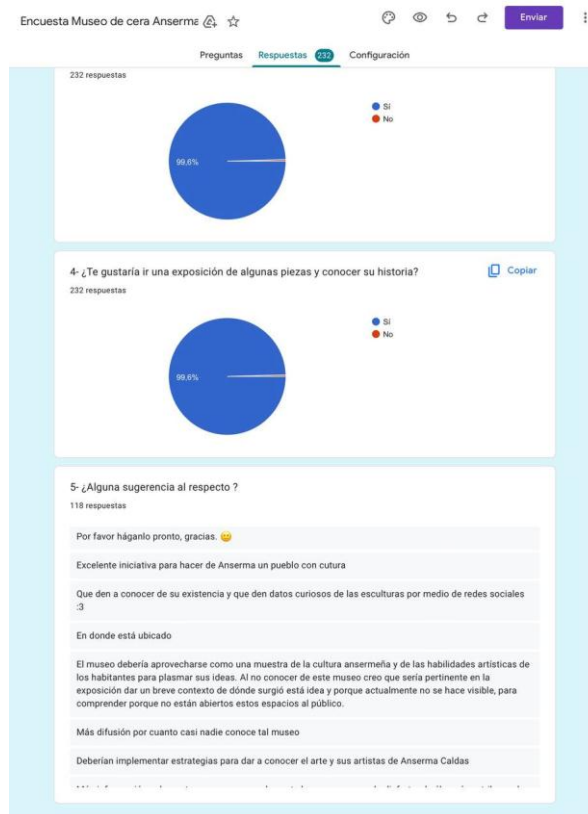 Encuesta Museo de cera Anserma
Enviar
Preguntas Respuestas 232 Configuración
232 respuestas
Sí
No
99,6%
4- ¿Te gustaría ir una exposición de algunas piezas y conocer su historia?
Copiar
232 respuestas
Sí
No
99,6%
5- ¿Alguna sugerencia al respecto ?
118 respuestas
Por favor háganlo pronto, gracias. 🙂
Excelente iniciativa para hacer de Anserma un pueblo con cutura
Que den a conocer de su existencia y que den datos curiosos de las esculturas por medio de redes sociales
:3
En donde está ubicado
El museo debería aprovecharse como una muestra de la cultura ansermeña y de las habilidades artísticas de
los habitantes para plasmar sus ideas. Al no conocer de este museo creo que sería pertinente en la
exposición dar un breve contexto de dónde surgió está idea y porque actualmente no se hace visible, para
comprender porque no están abiertos estos espacios al público.
Más difusión por cuanto casi nadie conoce tal museo
Deberían implementar estrategias para dar a conocer el arte y sus artistas de Anserma Caldas